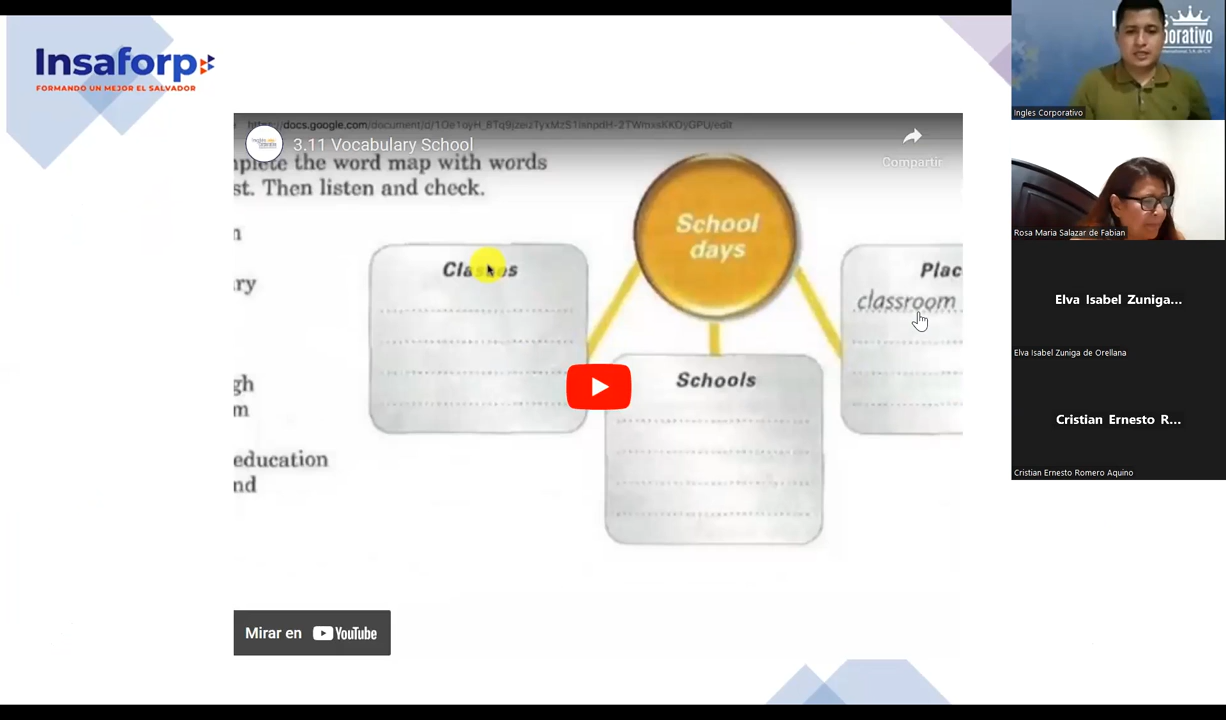 Insaforp
FORMANDO UN MEJOR EL SALVADOR
3.11 Vocabulary School
Compartir
mplete the word map with words
st. Then listen and check.
n
ry
gh
m
education
nd
School
days
Classes
Schools
Plac
classroom
Mirar en YouTube
Ingles Corporativo
Rosa Maria Salazar de Fabian
Elva Isabel Zuniga...
Elva Isabel Zuniga de Orellana
Cristian Ernesto R...
Cristian Ernesto Romero Aquino